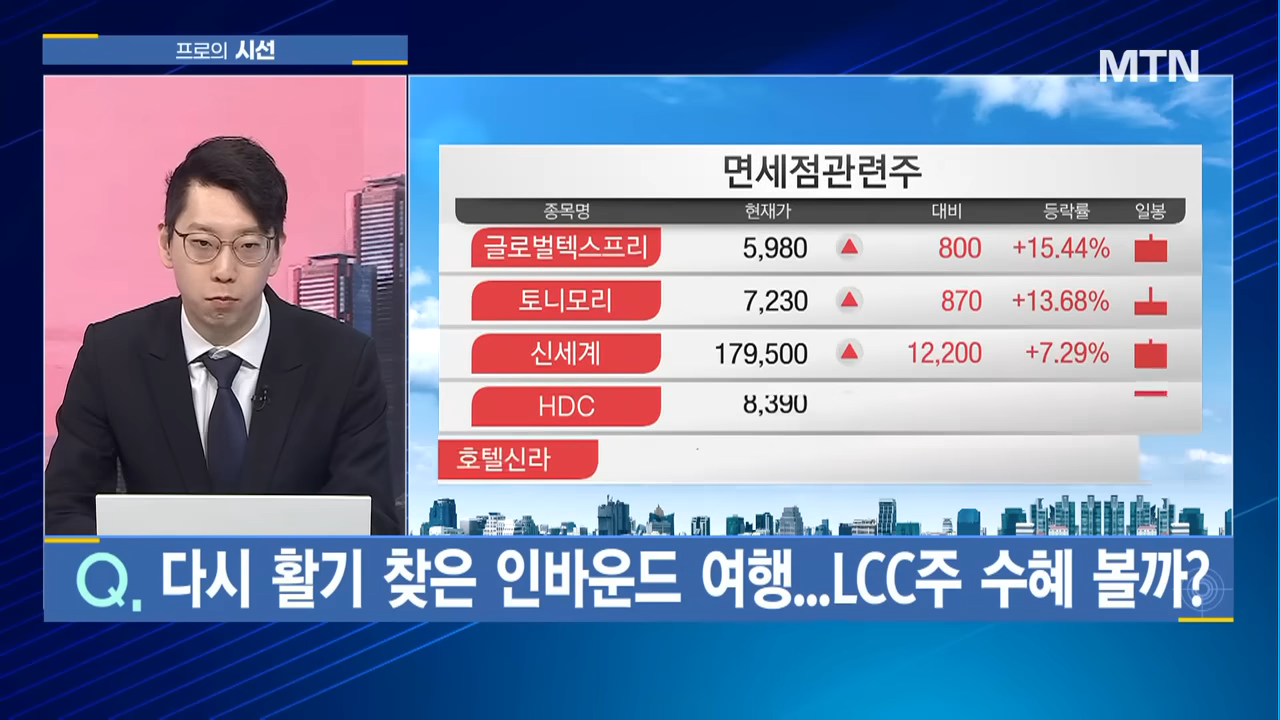 프로의 시선
MTN
면세점관련주
종목명 현재가 대비 등락률 일봉
글로벌텍스프리 5,980 ▲ 800 +15.44%
토니모리 7,230 ▲ 870 +13.68%
신세계 179,500 ▲ 12,200 +7.29%
HDC 8,390
호텔신라
Q. 다시 활기 찾은 인바운드 여행...LCC주 수혜 볼까?